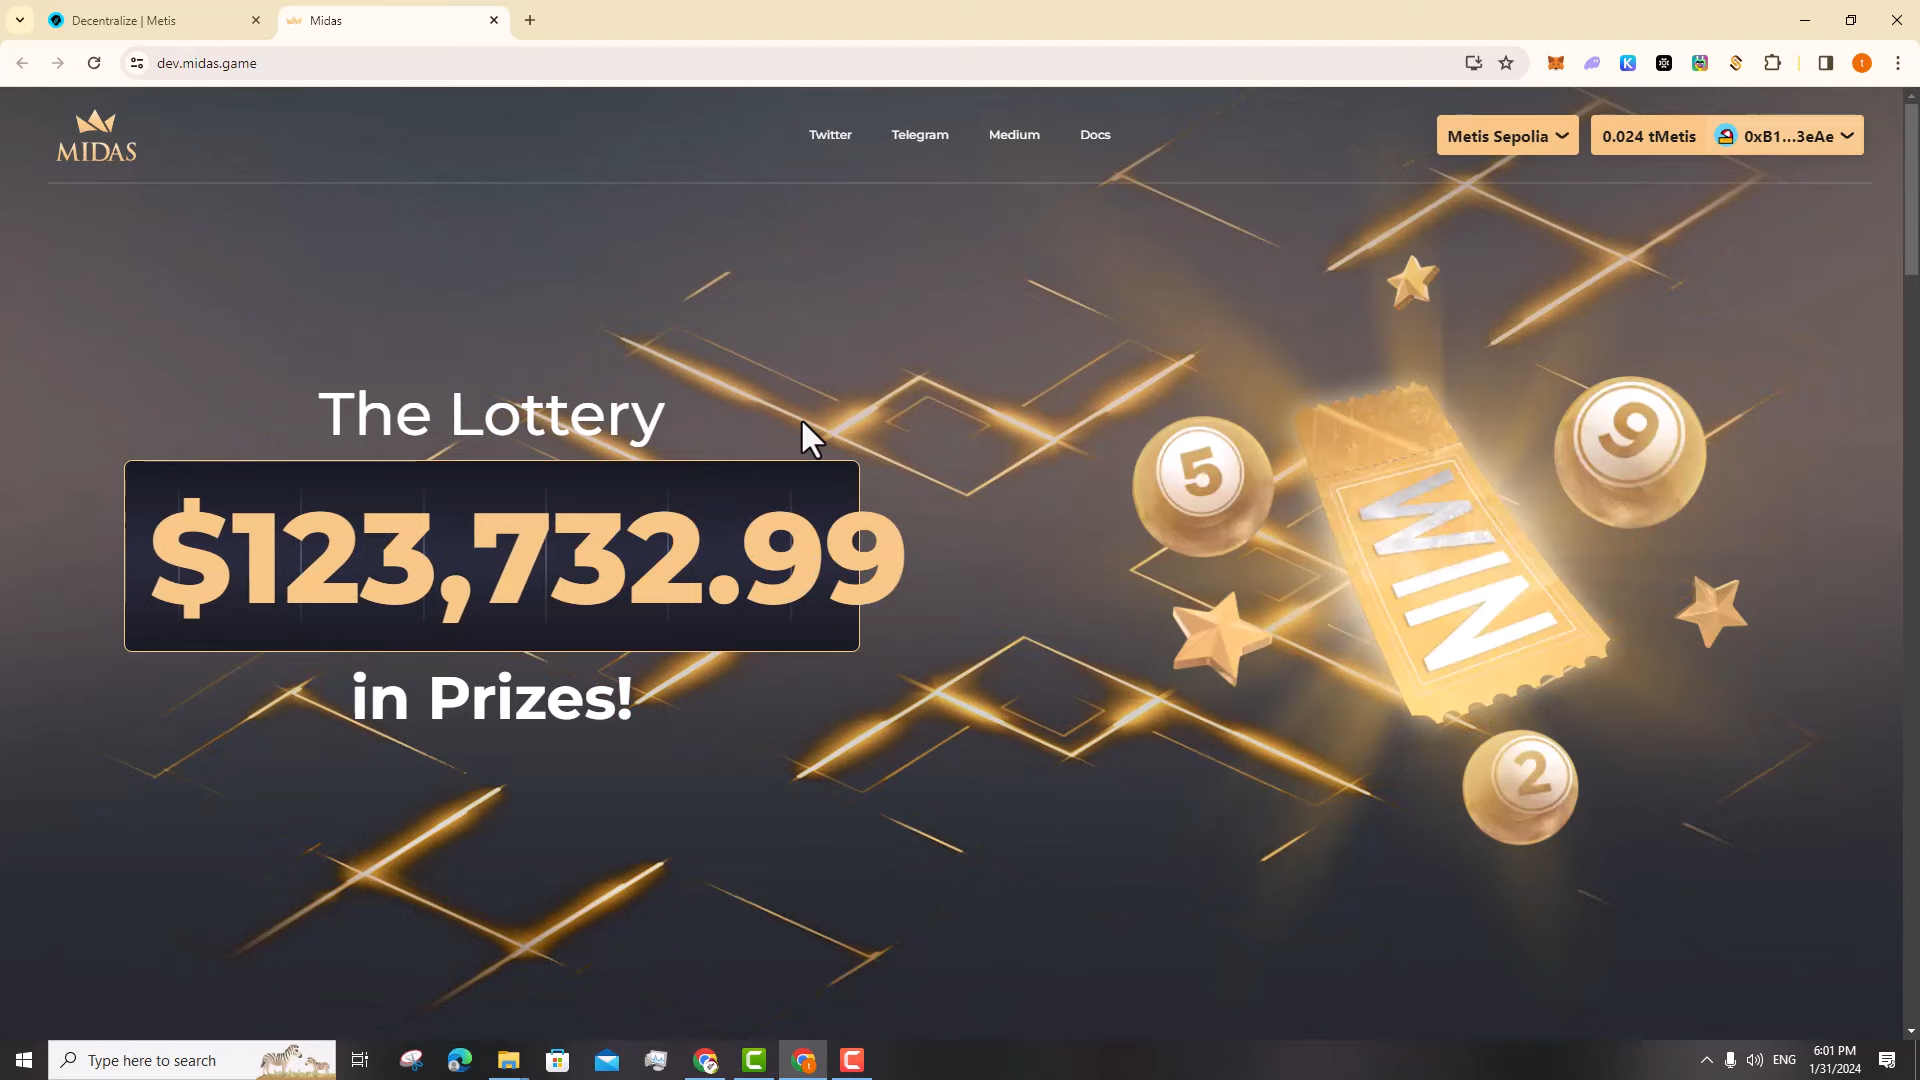 Decentralize | Metis
Midas
dev.midas.game
MIDAS
Twitter
Telegram
Medium
Docs
Metis Sepolia
0.024 tMetis
0xB1...3eAe
The Lottery
$123,732.99
in Prizes!
5
9
WIN
2
Type here to search
ENG
6:01 PM
1/31/2024